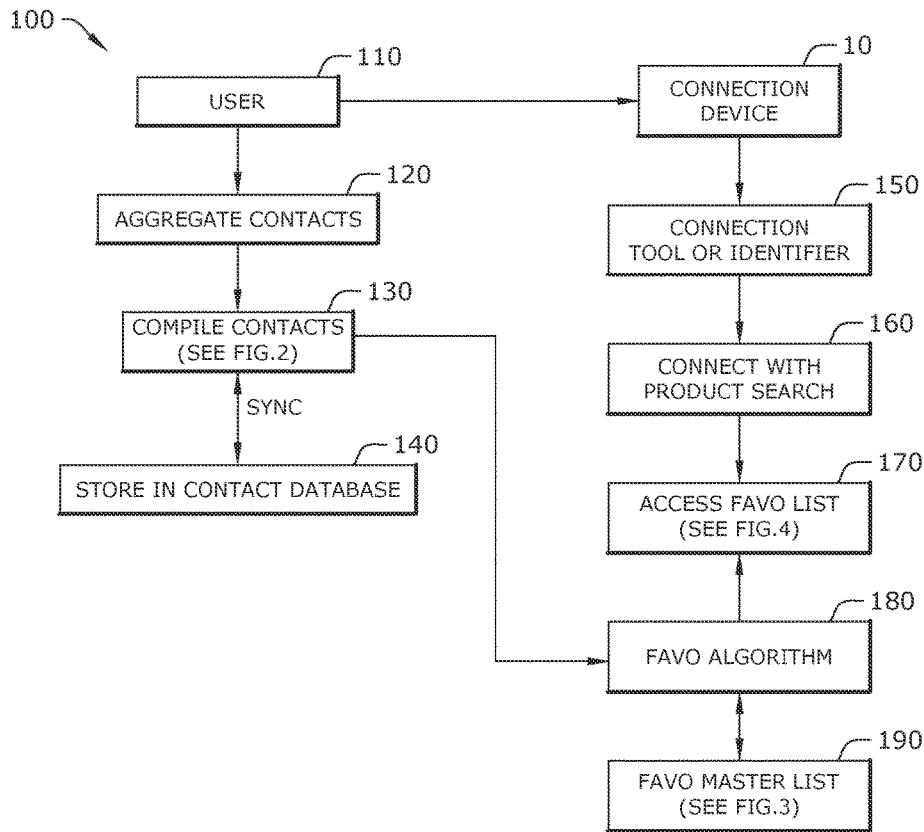 100
110
USER
10
CONNECTION
DEVICE
120
AGGREGATE CONTACTS
150
CONNECTION
TOOL OR IDENTIFIER
130
COMPILE CONTACTS
(SEE FIG.2)
160
CONNECT WITH
PRODUCT SEARCH
SYNC
140
STORE IN CONTACT DATABASE
170
ACCESS FAVO LIST
(SEE FIG.4)
180
FAVO ALGORITHM
190
FAVO MASTER LIST
(SEE FIG.3)